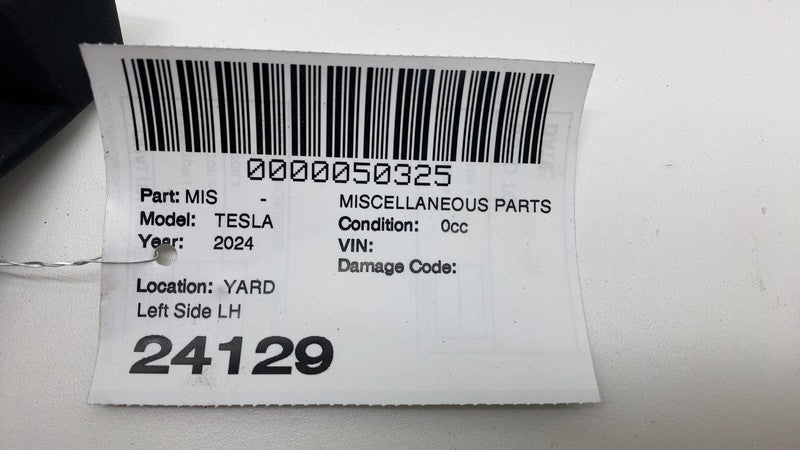 0000050325
Part: MIS - MISCELLANEOUS PARTS
Model: TESLA Condition: 0cc
Year: 2024 VIN:
Damage Code:
Location: YARD
Left Side LH
24129